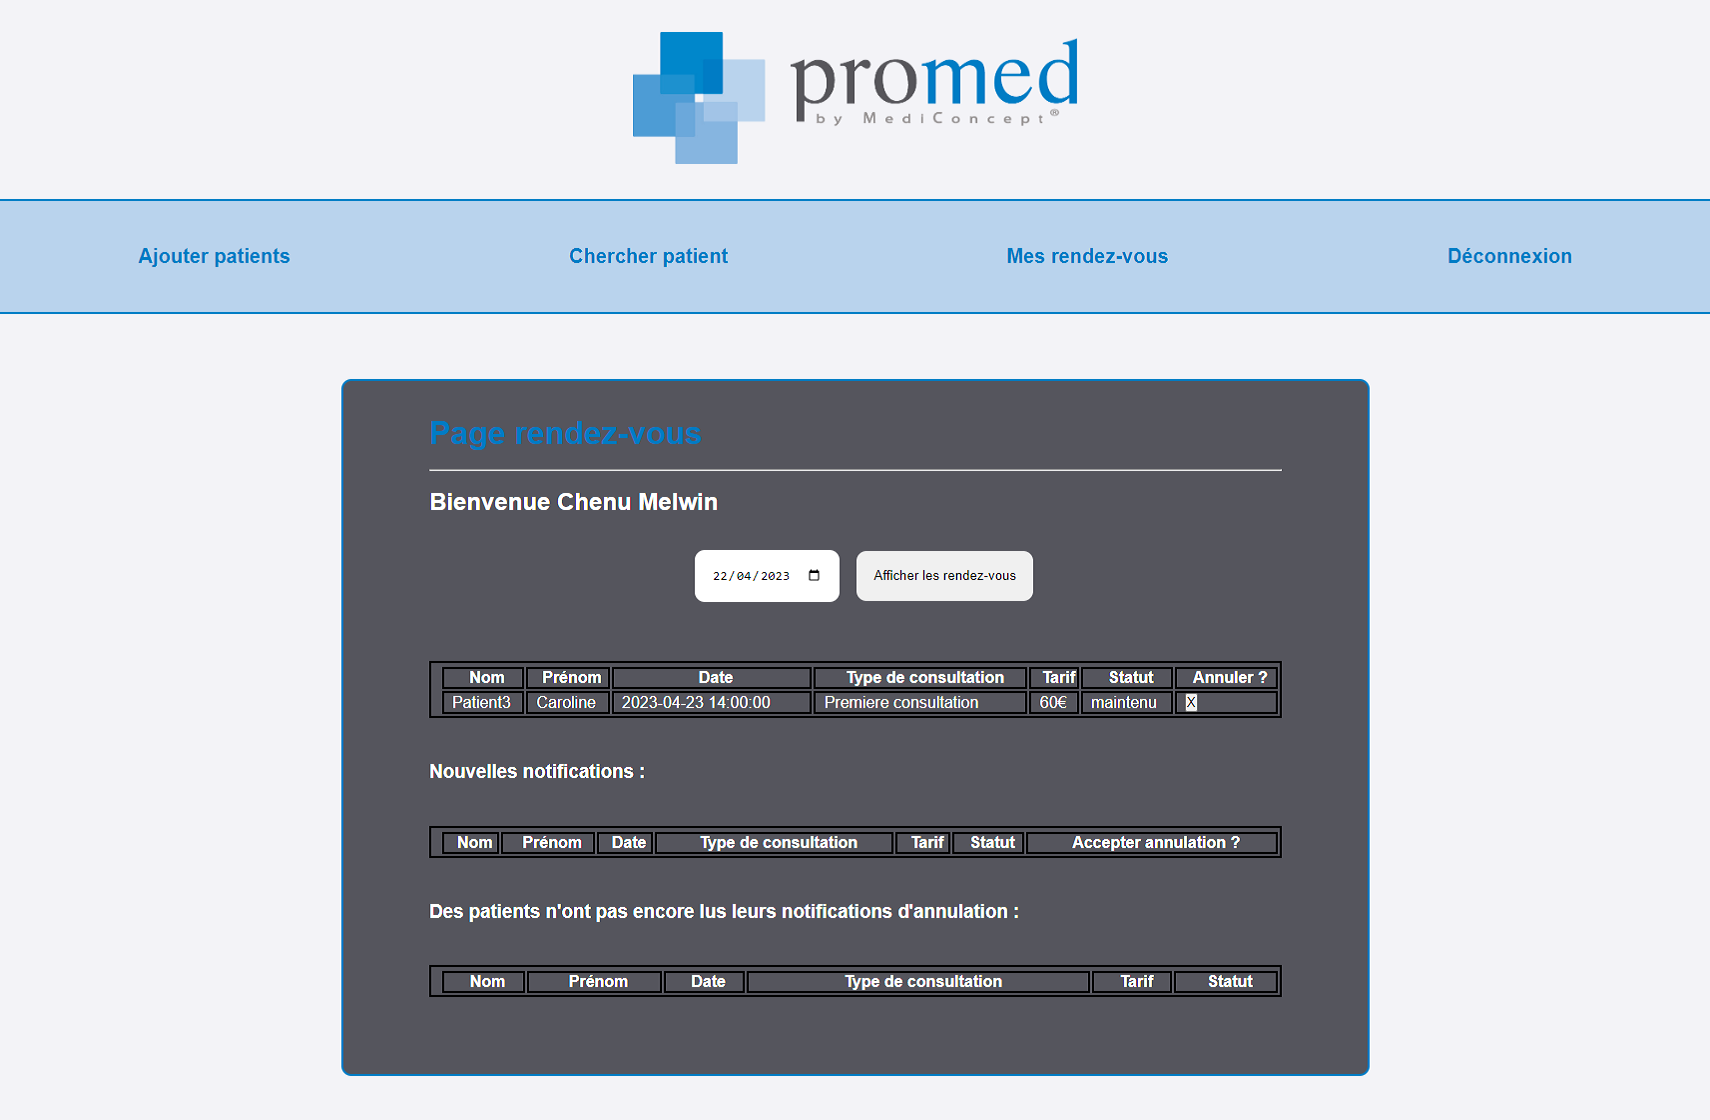 promed
by MediConcept®
Ajouter patients Chercher patient Mes rendez-vous Déconnexion
Page rendez-vous
Bienvenue Chenu Melwin
22/04/2023 Afficher les rendez-vous
Nom Prénom Date Type de consultation Tarif Statut Annuler ?
Patient3 Caroline 2023-04-23 14:00:00 Premiere consultation 60€ maintenu X
Nouvelles notifications :
Nom Prénom Date Type de consultation Tarif Statut Accepter annulation ?
Des patients n'ont pas encore lus leurs notifications d'annulation :
Nom Prénom Date Type de consultation Tarif Statut